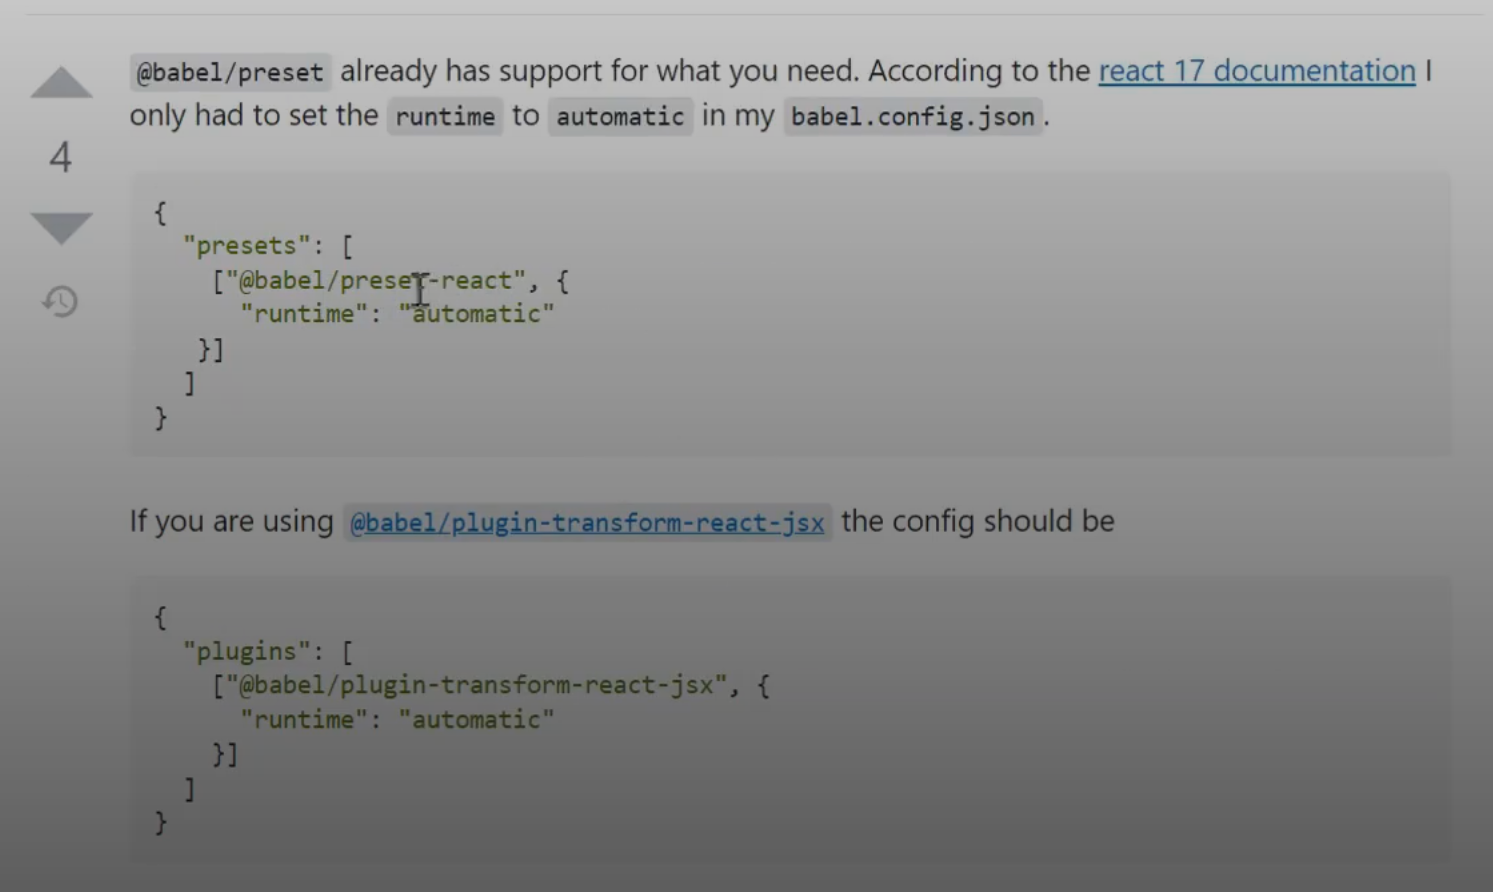 @babel/preset already has support for what you need. According to the react 17 documentation I
only had to set the runtime to automatic in my babel.config.json.
4
{
  "presets": [
    ["@babel/preset-react", {
      "runtime": "automatic"
   }]
  ]
}
If you are using @babel/plugin-transform-react-jsx the config should be
{
  "plugins": [
    ["@babel/plugin-transform-react-jsx", {
      "runtime": "automatic"
    }]
  ]
}